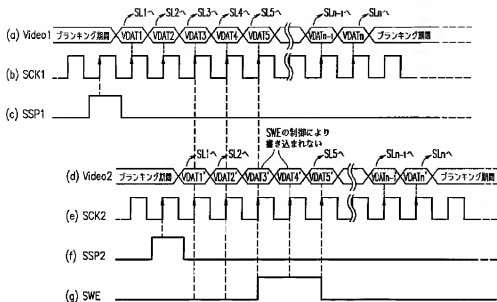 SL1へ SL2へ SL3へ SL4へ SL5へ SLn-1へ SLnへ
(a) Video1 ブランキング期間 VDAT1 VDAT2 VDAT3 VDAT4 VDAT5 VDATn-1 VDATn ブランキング期間
(b) SCK1
(c) SSP1
SWEの制御により
書き込まれない
SL1へ SL2へ SL5へ SLn-1へ SLnへ
(d) Video2 ブランキング期間 VDAT1' VDAT2' VDAT3' VDAT4' VDAT5' VDATn-1' VDATn' ブランキング期間
(e) SCK2
(f) SSP2
(g) SWE